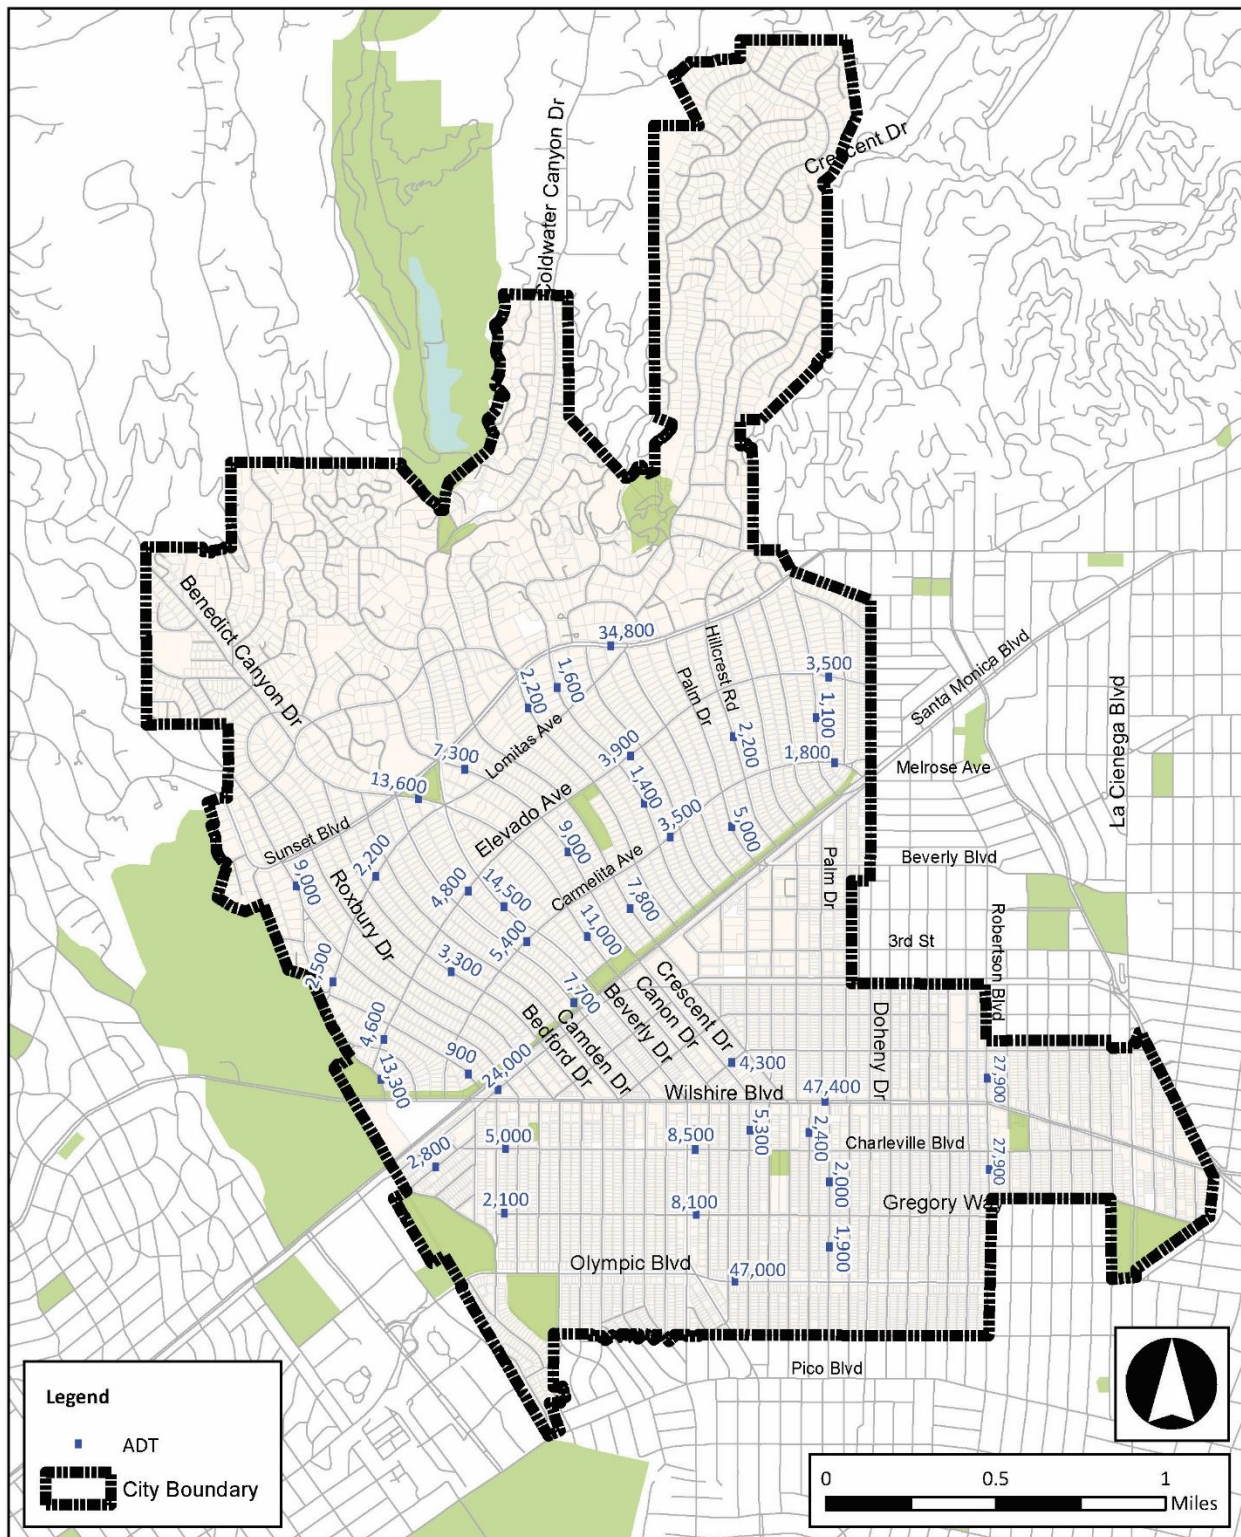 Coldwater Canyon Dr
Crescent Dr
Benedict Canyon Dr
34,800
Hillcrest Rd
Palm Dr
3,500
1,100
1,600
2,200
Santa Monica Blvd
La Cienega Blvd
Lomitas Ave
3,900
2,200
1,800
7,300
Melrose Ave
13,600
1,400
Elevado Ave
3,500
5,000
Sunset Blvd
2,200
9,000
Palm Dr
Beverly Blvd
9,000
Roxbury Dr
4,800
14,500
Carmelita Ave
7,800
11,000
5,400
3rd St
Robertson Blvd
2,500
3,300
7,700
Crescent Dr
Canon Dr
Beverly Dr
Camden Dr
Bedford Dr
Doheny Dr
4,600
13,300
900
24,000
4,300
27,900
Wilshire Blvd
47,400
5,000
8,500
5,300
2,400
Charleville Blvd
2,800
27,900
2,100
8,100
2,000
Gregory Way
1,900
Olympic Blvd
47,000
Pico Blvd
Legend
ADT
City Boundary
0 0.5 1
Miles